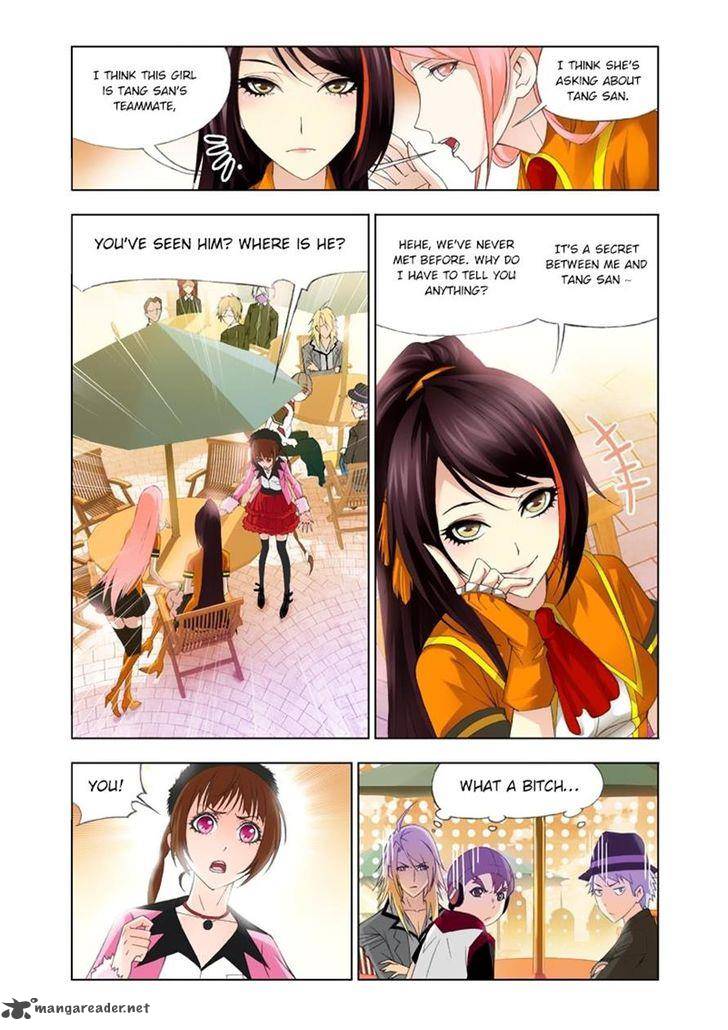 I THINK THIS GIRL
IS TANG SAN'S
TEAMMATE,
I THINK SHE'S
ASKING ABOUT
TANG SAN.
YOU'VE SEEN HIM? WHERE IS HE?
HEHE, WE'VE NEVER
MET BEFORE. WHY DO
I HAVE TO TELL YOU
ANYTHING?
IT'S A SECRET
BETWEEN ME AND
TANG SAN ~
YOU!
WHAT A BITCH...
mangareader.net